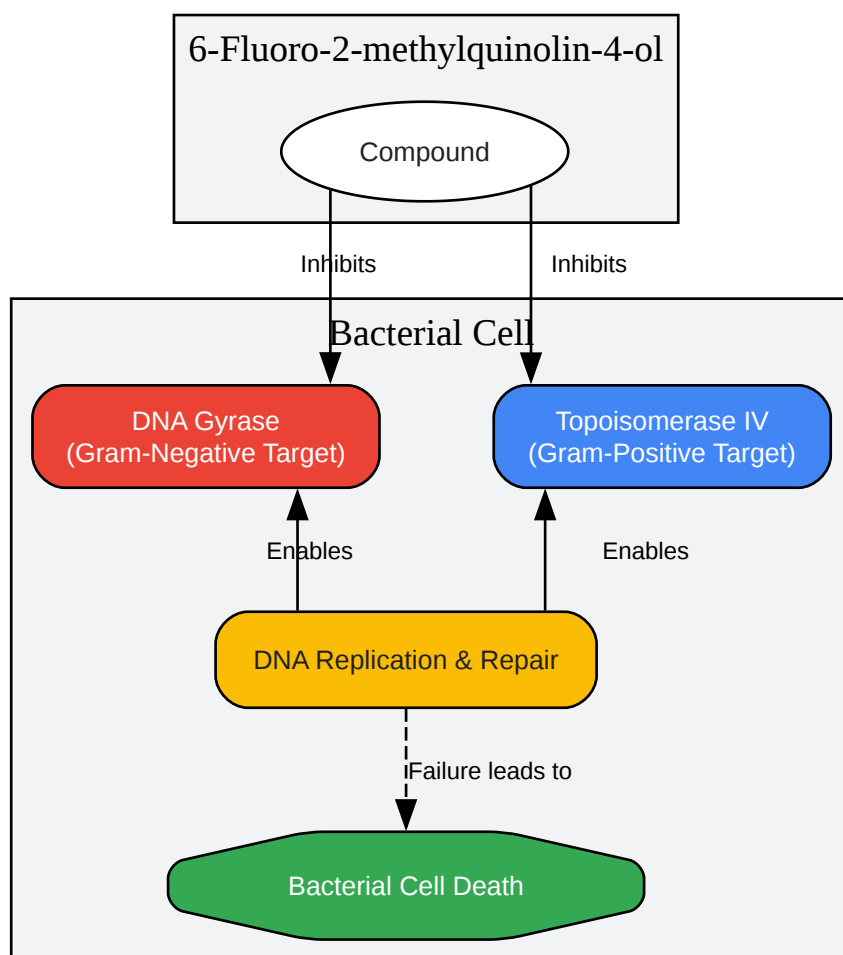 6-Fluoro-2-methylquinolin-4-ol
Compound
Inhibits
Inhibits
Bacterial Cell
DNA Gyrase
(Gram-Negative Target)
Topoisomerase IV
(Gram-Positive Target)
Enables
Enables
DNA Replication & Repair
Failure leads to
Bacterial Cell Death